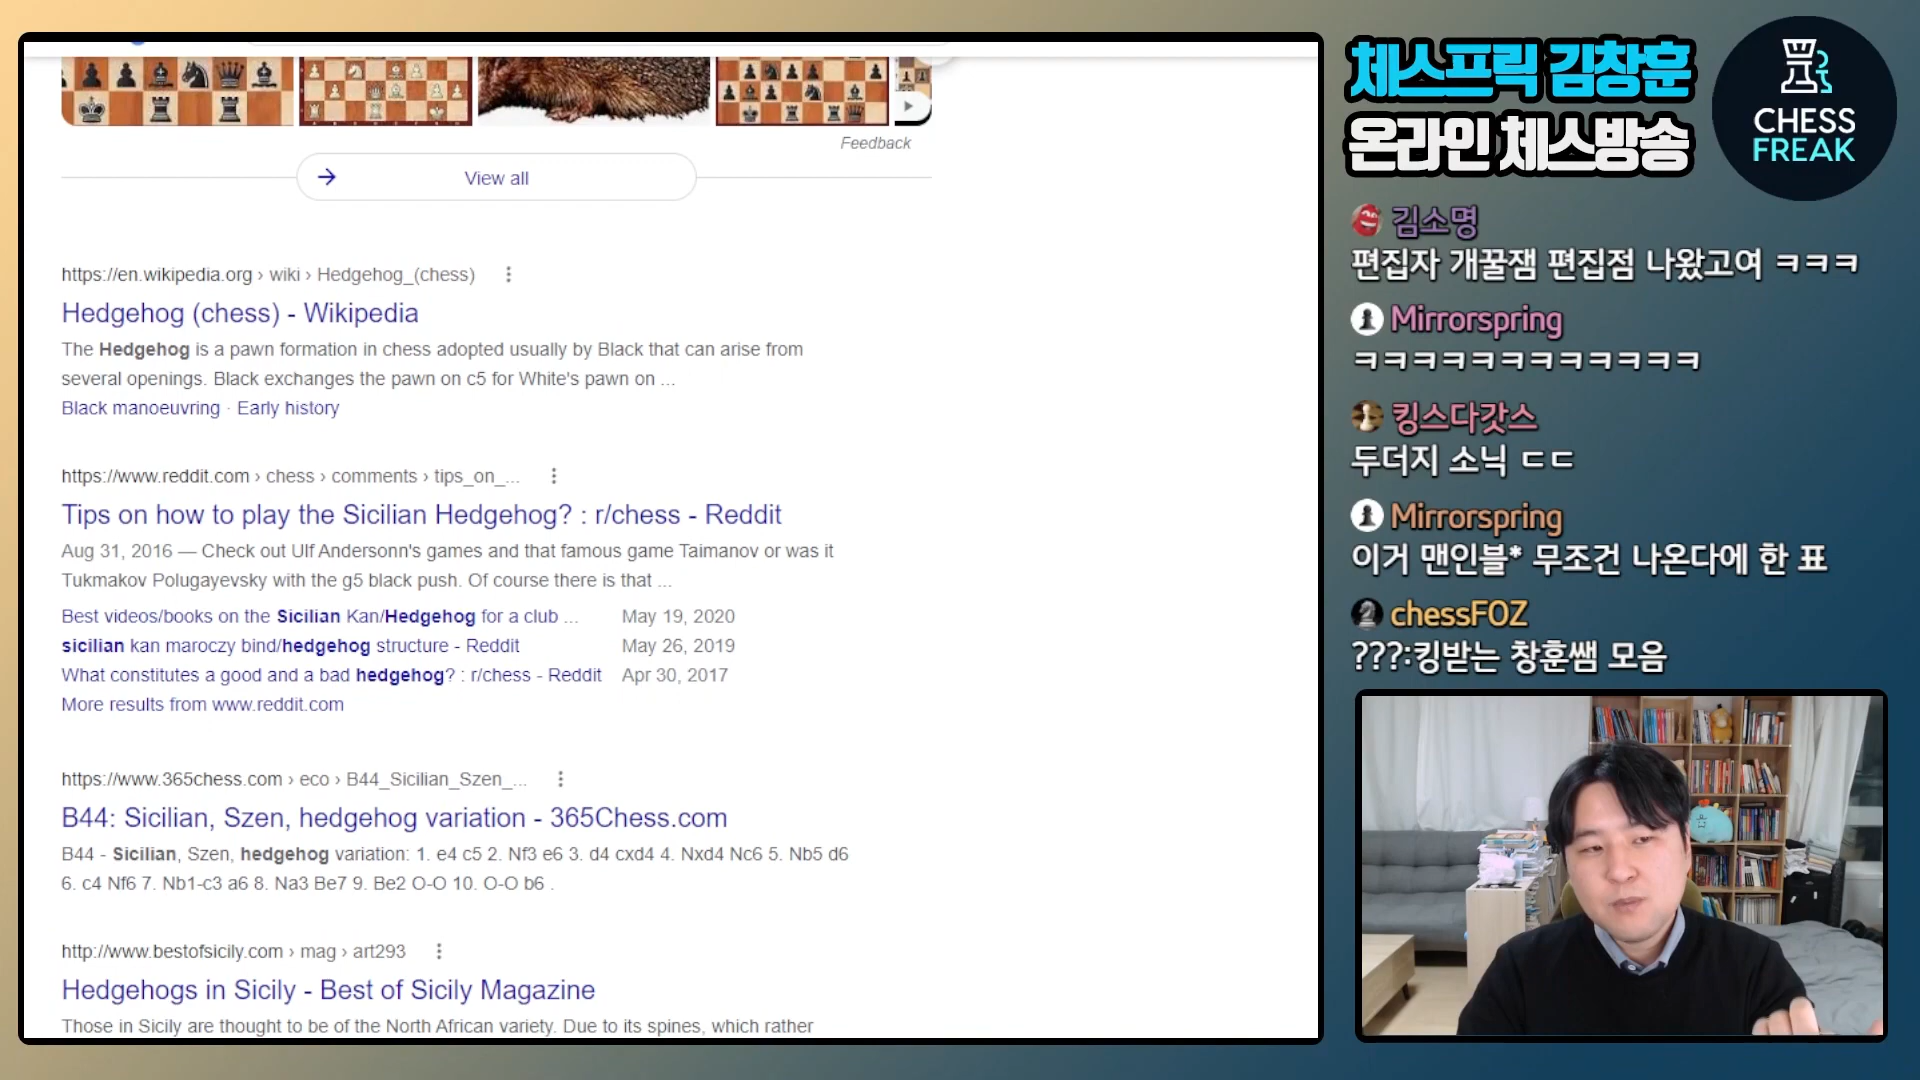 Feedback
View all
https://en.wikipedia.org › wiki › Hedgehog_(chess)
Hedgehog (chess) - Wikipedia
The Hedgehog is a pawn formation in chess adopted usually by Black that can arise from
several openings. Black exchanges the pawn on c5 for White's pawn on ...
Black manoeuvring · Early history
https://www.reddit.com › chess › comments › tips_on_...
Tips on how to play the Sicilian Hedgehog? : r/chess - Reddit
Aug 31, 2016 — Check out Ulf Andersonn's games and that famous game Taimanov or was it
Tukmakov Polugayevsky with the g5 black push. Of course there is that ...
Best videos/books on the Sicilian Kan/Hedgehog for a club ... May 19, 2020
sicilian kan maroczy bind/hedgehog structure - Reddit May 26, 2019
What constitutes a good and a bad hedgehog? : r/chess - Reddit Apr 30, 2017
More results from www.reddit.com
https://www.365chess.com › eco › B44_Sicilian_Szen_...
B44: Sicilian, Szen, hedgehog variation - 365Chess.com
B44 - Sicilian, Szen, hedgehog variation: 1. e4 c5 2. Nf3 e6 3. d4 cxd4 4. Nxd4 Nc6 5. Nb5 d6
6. c4 Nf6 7. Nb1-c3 a6 8. Na3 Be7 9. Be2 O-O 10. O-O b6 .
http://www.bestofsicily.com › mag › art293
Hedgehogs in Sicily - Best of Sicily Magazine
Those in Sicily are thought to be of the North African variety. Due to its spines, which rather
체스프릭 김창훈
온라인 체스방송
CHESS
FREAK
김소명
편집자 개꿀잼 편집점 나왔고여 ㅋㅋㅋ
Mirrorspring
ㅋㅋㅋㅋㅋㅋㅋㅋㅋㅋㅋㅋ
킹스다갓스
두더지 소닉 ㄷㄷ
Mirrorspring
이거 맨인블* 무조건 나온다에 한 표
chessFOZ
???:킹받는 창훈쌤 모음